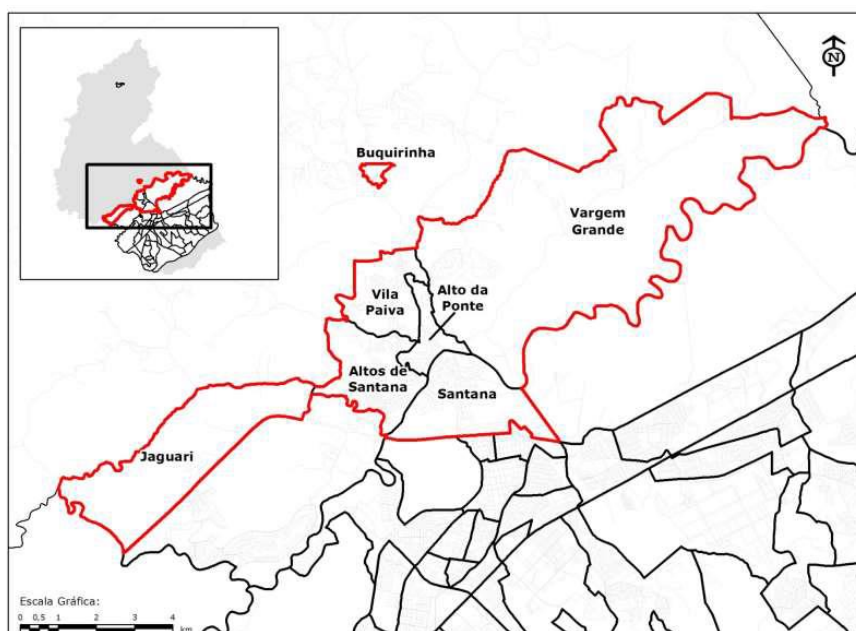 N
Buquirinha
Vargem
Grande
Vila
Paiva
Alto da
Ponte
Altos de
Santana
Santana
Jaguari
Escala Gráfica:
0 0,5 1 2 3 4
km